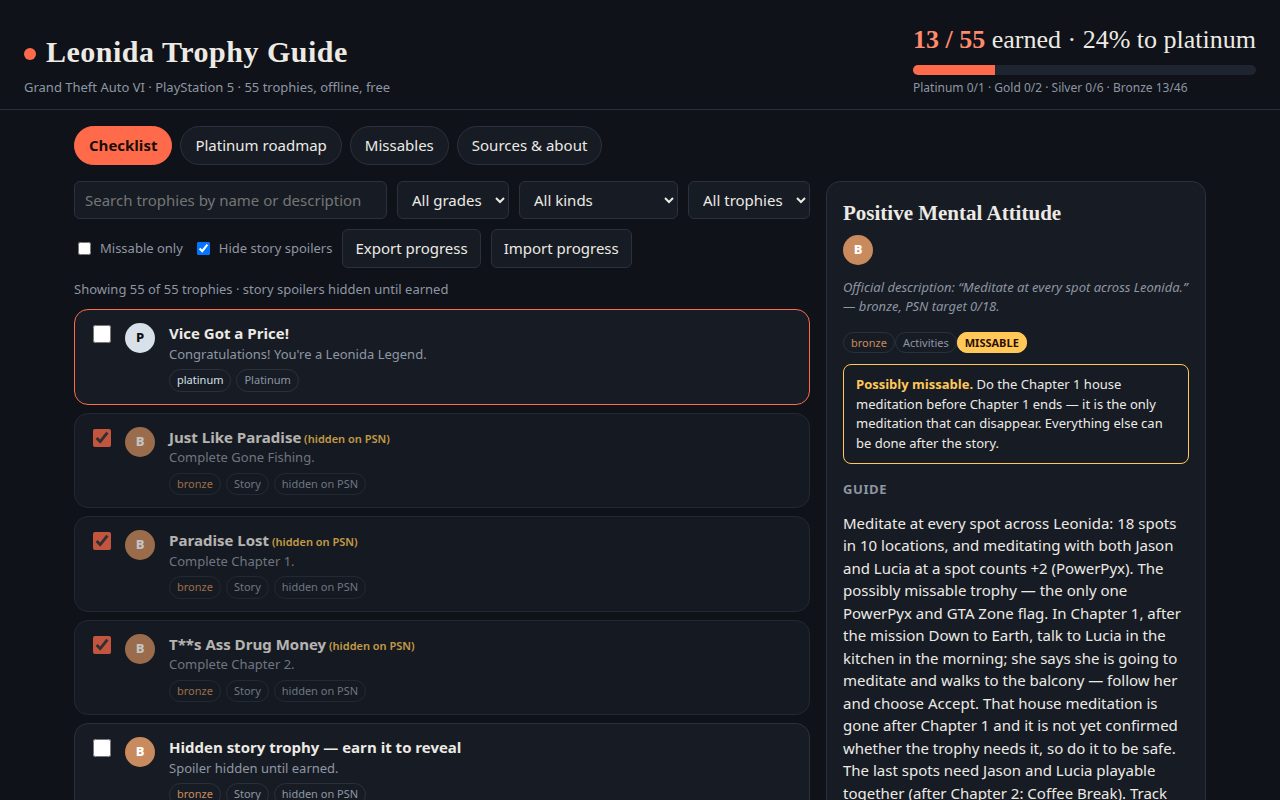 Leonida Trophy Guide
Grand Theft Auto VI · PlayStation 5 · 55 trophies, offline, free
13 / 55 earned · 24% to platinum
Platinum 0/1 · Gold 0/2 · Silver 0/6 · Bronze 13/46
Checklist
Platinum roadmap
Missables
Sources & about
Search trophies by name or description
All grades
All kinds
All trophies
Missable only
Hide story spoilers
Export progress
Import progress
Showing 55 of 55 trophies · story spoilers hidden until earned
P
Vice Got a Price!
Congratulations! You're a Leonida Legend.
platinum
Platinum
B
Just Like Paradise (hidden on PSN)
Complete Gone Fishing.
bronze
Story
hidden on PSN
B
Paradise Lost (hidden on PSN)
Complete Chapter 1.
bronze
Story
hidden on PSN
B
T**s Ass Drug Money (hidden on PSN)
Complete Chapter 2.
bronze
Story
hidden on PSN
B
Hidden story trophy — earn it to reveal
Spoiler hidden until earned.
bronze
Story
hidden on PSN
Positive Mental Attitude
B
Official description: “Meditate at every spot across Leonida.”
— bronze, PSN target 0/18.
bronze
Activities
MISSABLE
Possibly missable. Do the Chapter 1 house
meditation before Chapter 1 ends — it is the only
meditation that can disappear. Everything else can
be done after the story.
GUIDE
Meditate at every spot across Leonida: 18 spots
in 10 locations, and meditating with both Jason
and Lucia at a spot counts +2 (PowerPyx). The
possibly missable trophy — the only one
PowerPyx and GTA Zone flag. In Chapter 1, after
the mission Down to Earth, talk to Lucia in the
kitchen in the morning; she says she is going to
meditate and walks to the balcony — follow her
and choose Accept. That house meditation is
gone after Chapter 1 and it is not yet confirmed
whether the trophy needs it, so do it to be safe.
The last spots need Jason and Lucia playable
together (after Chapter 2: Coffee Break). Track